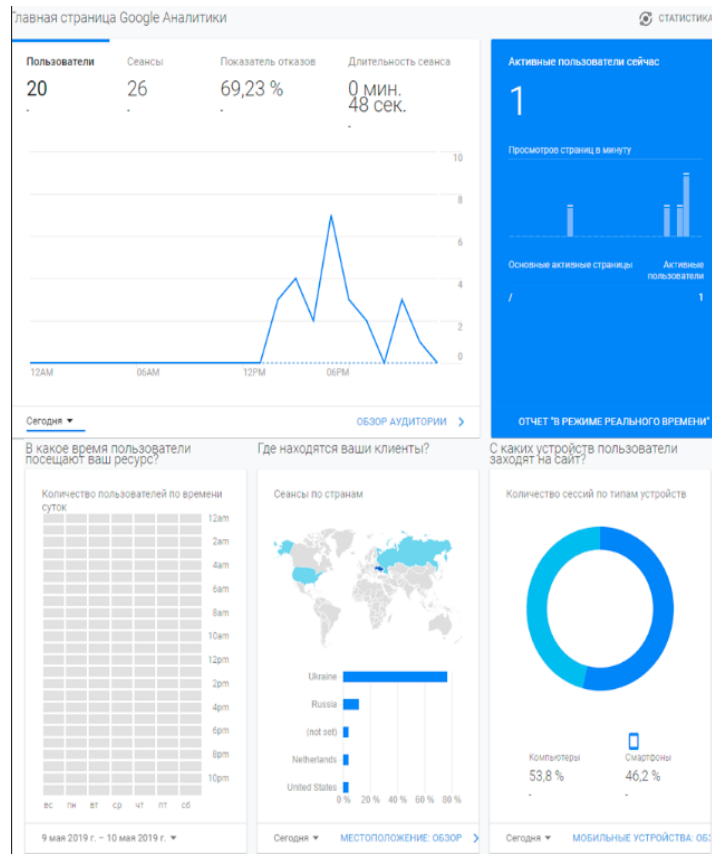 Главная страница Google Аналитики
СТАТИСТИКА
Пользователи
20
-
Сеансы
26
-
Показатель отказов
69,23 %
-
Длительность сеанса
0 мин.
48 сек.
-
10
8
6
4
2
0
12AM
06AM
12PM
06PM
Сегодня
ОБЗОР АУДИТОРИИ
Активные пользователи сейчас
1
Просмотров страниц в минуту
Основные активные страницы
Активные
пользователи
/
1
ОТЧЕТ "В РЕЖИМЕ РЕАЛЬНОГО ВРЕМЕНИ"
В какое время пользователи
посещают ваш ресурс?
Количество пользователей по времени
суток
12am
2am
4am
6am
8am
10am
12pm
2pm
4pm
6pm
8pm
10pm
вс пн вт ср чт пт сб
9 мая 2019 г. – 10 мая 2019 г.
Где находятся ваши клиенты?
Сеансы по странам
Ukraine
Russia
(not set)
Netherlands
United States
0 % 20 % 40 % 60 % 80 %
Сегодня
МЕСТОПОЛОЖЕНИЕ: ОБЗОР
С каких устройств пользователи
заходят на сайт?
Количество сессий по типам устройств
Компьютеры
53,8 %
-
Смартфоны
46,2 %
-
Сегодня
МОБИЛЬНЫЕ УСТРОЙСТВА: